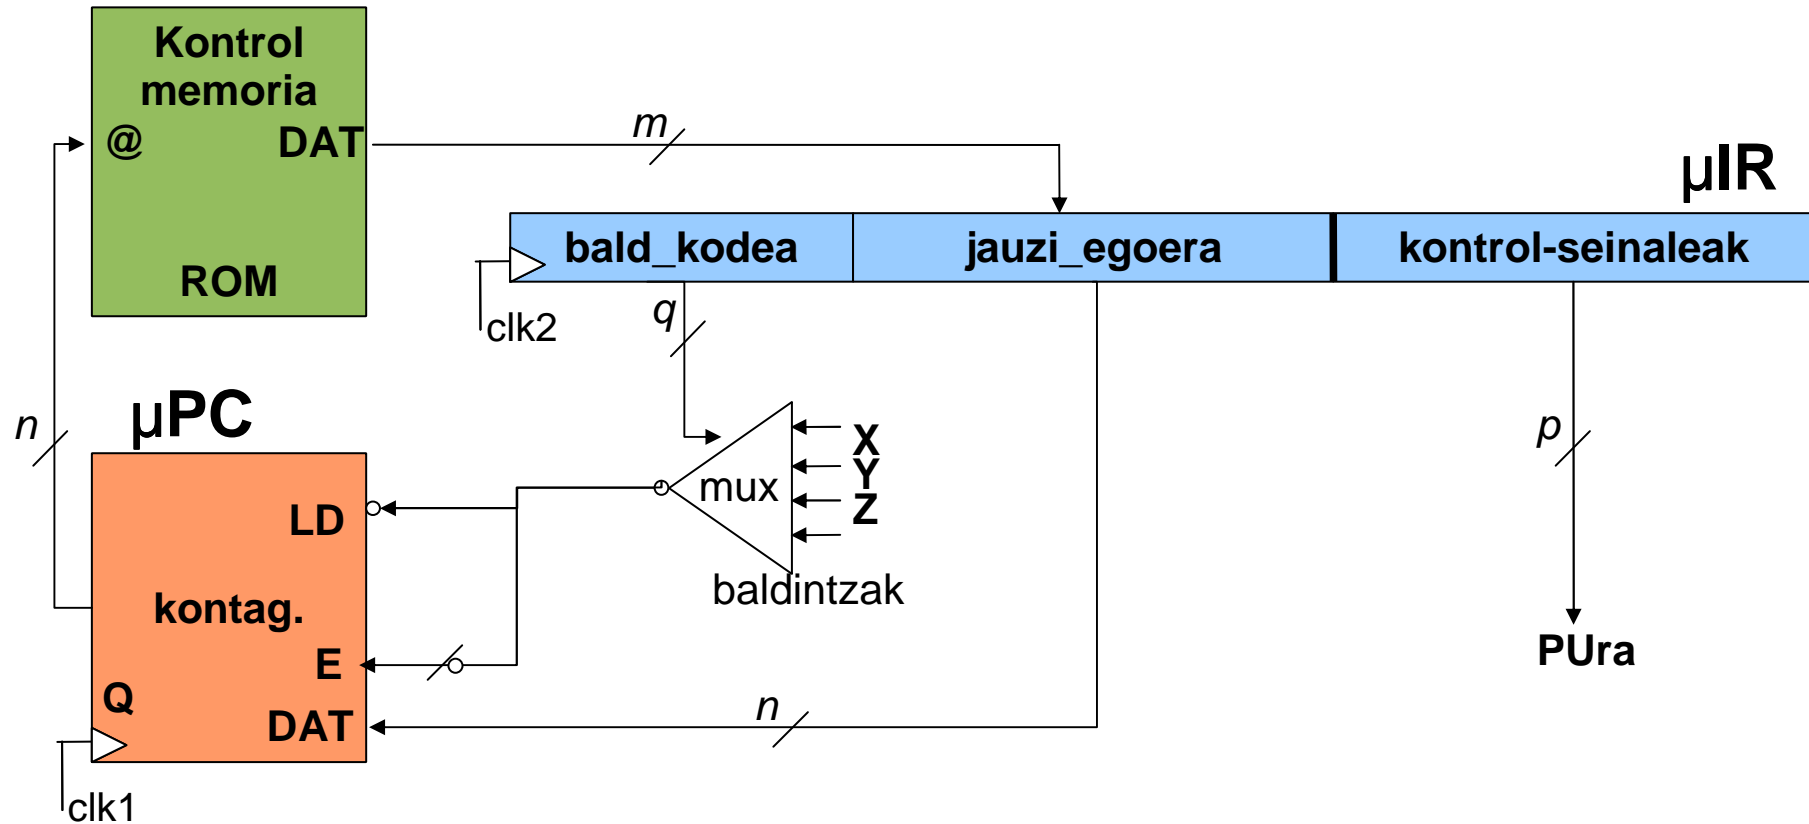 Kontrol
memoria
@
DAT
ROM
m
µIR
bald_kodea
jauzi_egoera
kontrol-seinaleak
clk2
q
n
µPC
p
X
Y
Z
mux
LD
baldintzak
kontag.
E
PUra
Q
DAT
n
clk1